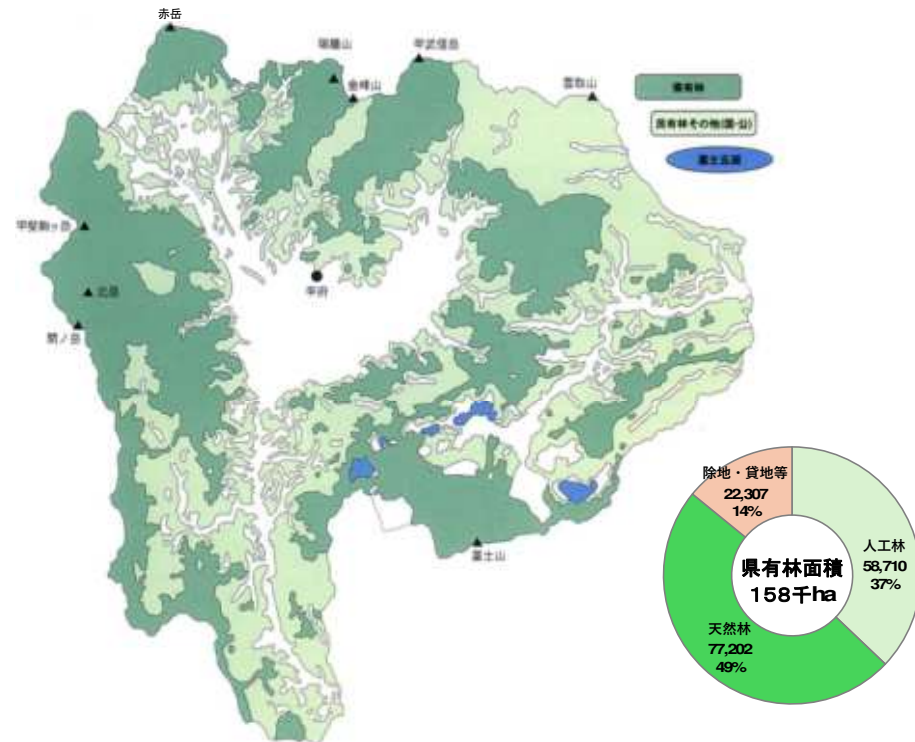 赤岳
瑞牆山
甲武信岳
金峰山
雲取山
県有林
民有林その他(国・公)
富士五湖
甲斐駒ヶ岳
北岳
甲府
間ノ岳
富士山
除地・貸地等
22,307
14%
人工林
58,710
37%
県有林面積
158千ha
天然林
77,202
49%